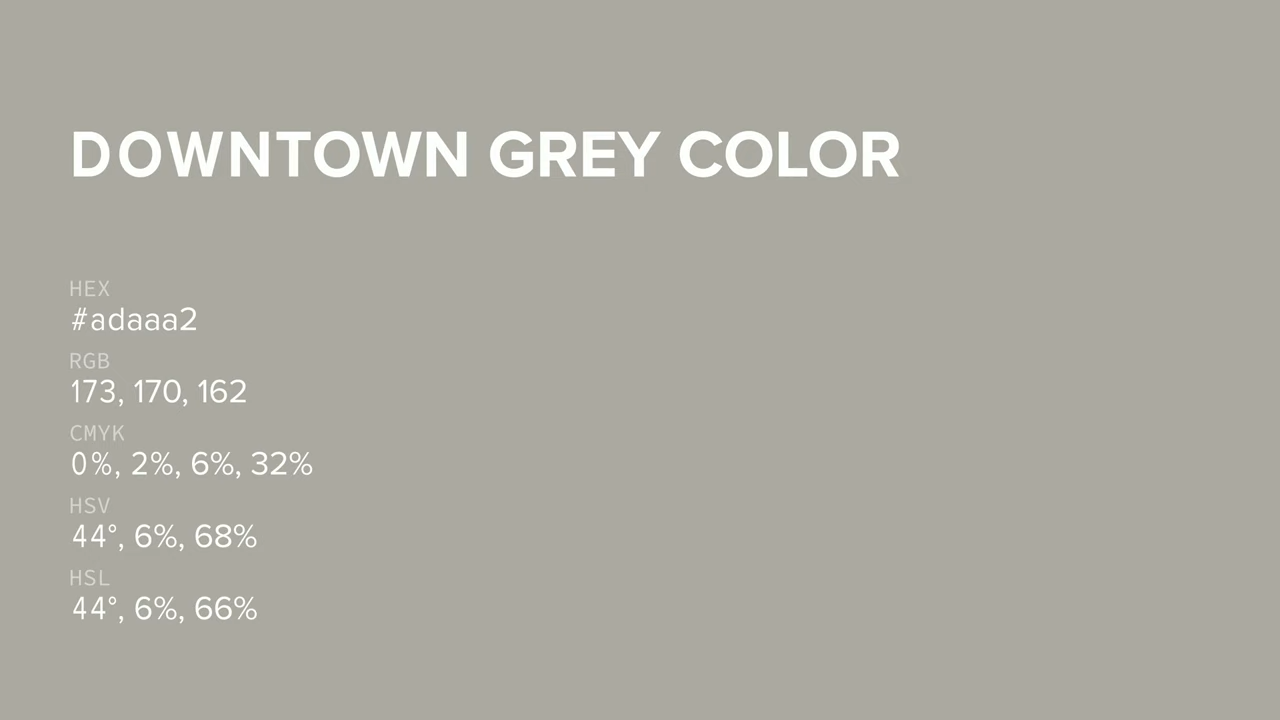 DOWNTOWN GREY COLOR
HEX
#adaaa2
RGB
173, 170, 162
CMYK
0%, 2%, 6%, 32%
HSV
44°, 6%, 68%
HSL
44°, 6%, 66%